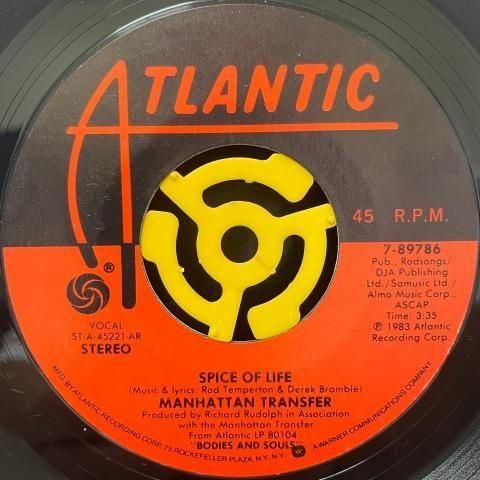 ATLANTIC
45 R.P.M.
7-89786
Pub., Rodsongs/
DJA Publishing
Ltd./Samusic Ltd./
Almo Music Corp.,
ASCAP
Time: 3:35
℗ 1983 Atlantic
Recording Corp.
®
VOCAL
ST-A-45221-AR
STEREO
SPICE OF LIFE
(Music & lyrics: Rod Temperton & Derek Bramble)
MANHATTAN TRANSFER
Produced by Richard Rudolph in Association
with the Manhattan Transfer
From Atlantic LP 80104 -
"BODIES AND SOULS"
MFG. BY ATLANTIC RECORDING CORP. 75 ROCKEFELLER PLAZA, N.Y. N.Y. W A WARNER COMMUNICATIONS COMPANY